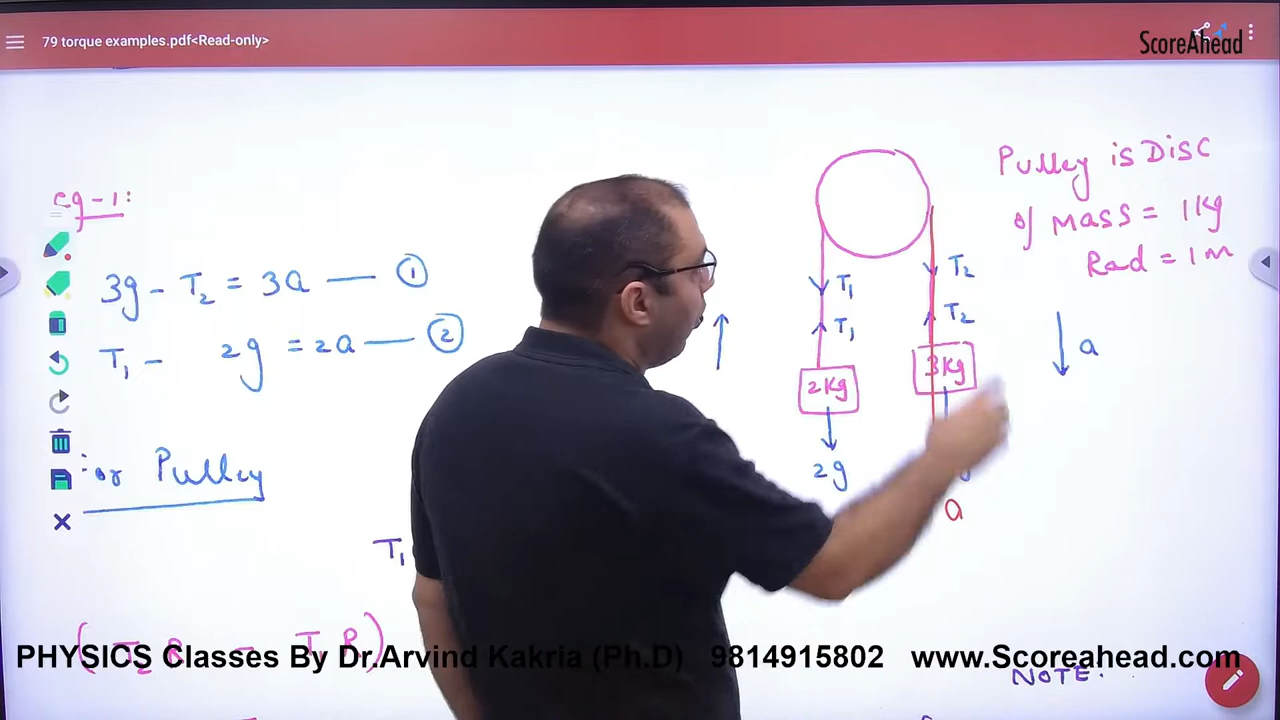 79 torque examples.pdf<Read-only>
ScoreAhead
eg-1:
3g - T₂ = 3a — ①
T₁ - 2g = 2a — ②
or Pulley
T₁
(T₂R - T₁R)
Pulley is Disc
of Mass = 1Kg
Rad = 1m
T₁
T₂
T₁
T₂
a
2Kg
3Kg
2g
a
NOTE:
PHYSICS Classes By Dr.Arvind Kakria (Ph.D) 9814915802 www.Scoreahead.com